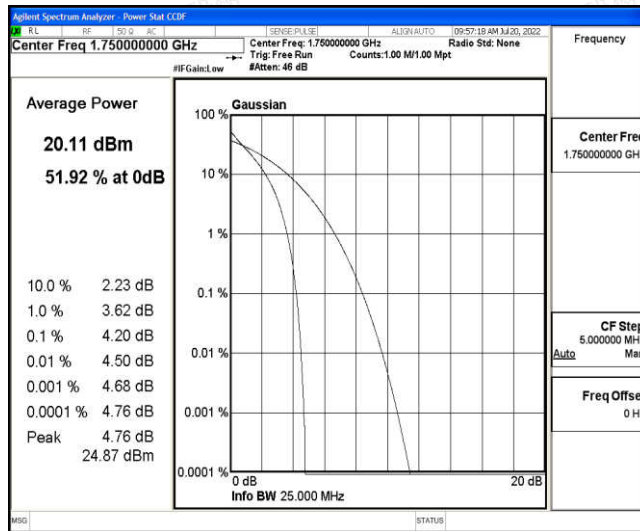 Agilent Spectrum Analyzer - Power Stat CCDF
RL RF 50 Ω AC SENSE:PULSE ALIGN AUTO 09:57:18 AM Jul 20, 2022
Center Freq 1.750000000 GHz
Center Freq: 1.750000000 GHz Radio Std: None
Trig: Free Run Counts:1.00 M/1.00 Mpt
#IFGain:Low #Atten: 46 dB
Frequency
Average Power
20.11 dBm
51.92 % at 0dB
10.0 % 2.23 dB
1.0 % 3.62 dB
0.1 % 4.20 dB
0.01 % 4.50 dB
0.001 % 4.68 dB
0.0001 % 4.76 dB
Peak 4.76 dB
24.87 dBm
Gaussian
100 %
10 %
1 %
0.1 %
0.01 %
0.001 %
0.0001 %
0 dB 20 dB
Info BW 25.000 MHz
Center Fre
1.750000000 GH
CF Step
5.000000 MH
Auto Ma
Freq Offse
0 H
MSG STATUS